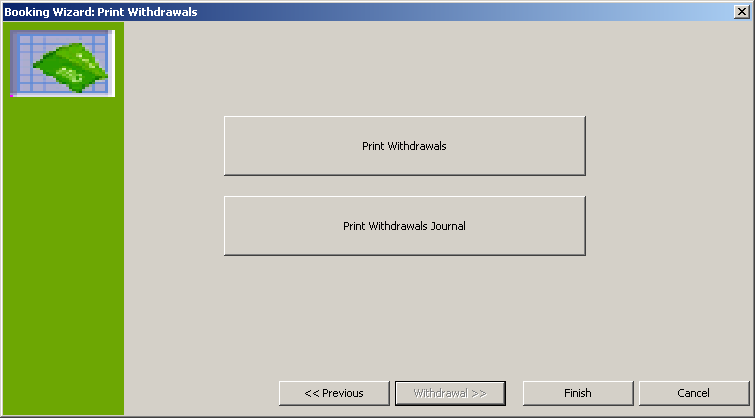 Booking Wizard: Print Withdrawals
Print Withdrawals
Print Withdrawals Journal
<< Previous
Withdrawal >>
Finish
Cancel